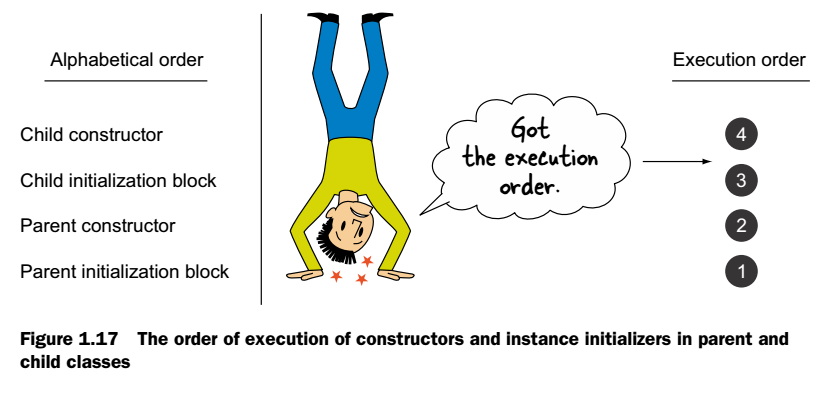 Alphabetical order
Execution order
Child constructor
4
Child initialization block
3
Parent constructor
2
Parent initialization block
1
Got
the execution
order.
Figure 1.17 The order of execution of constructors and instance initializers in parent and
child classes